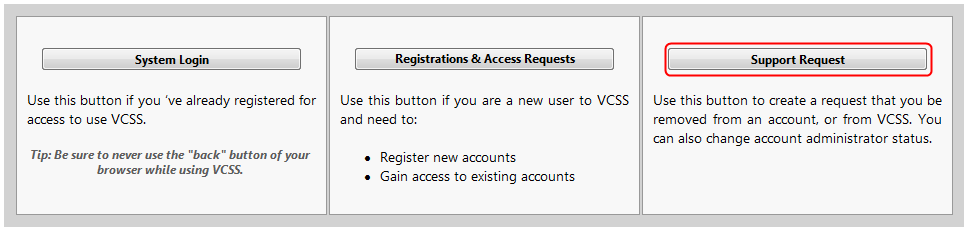 System Login
Use this button if you ‘ve already registered for
access to use VCSS.
Tip: Be sure to never use the "back" button of your
browser while using VCSS.
Registrations & Access Requests
Use this button if you are a new user to VCSS
and need to:
• Register new accounts
• Gain access to existing accounts
Support Request
Use this button to create a request that you be
removed from an account, or from VCSS. You
can also change account administrator status.